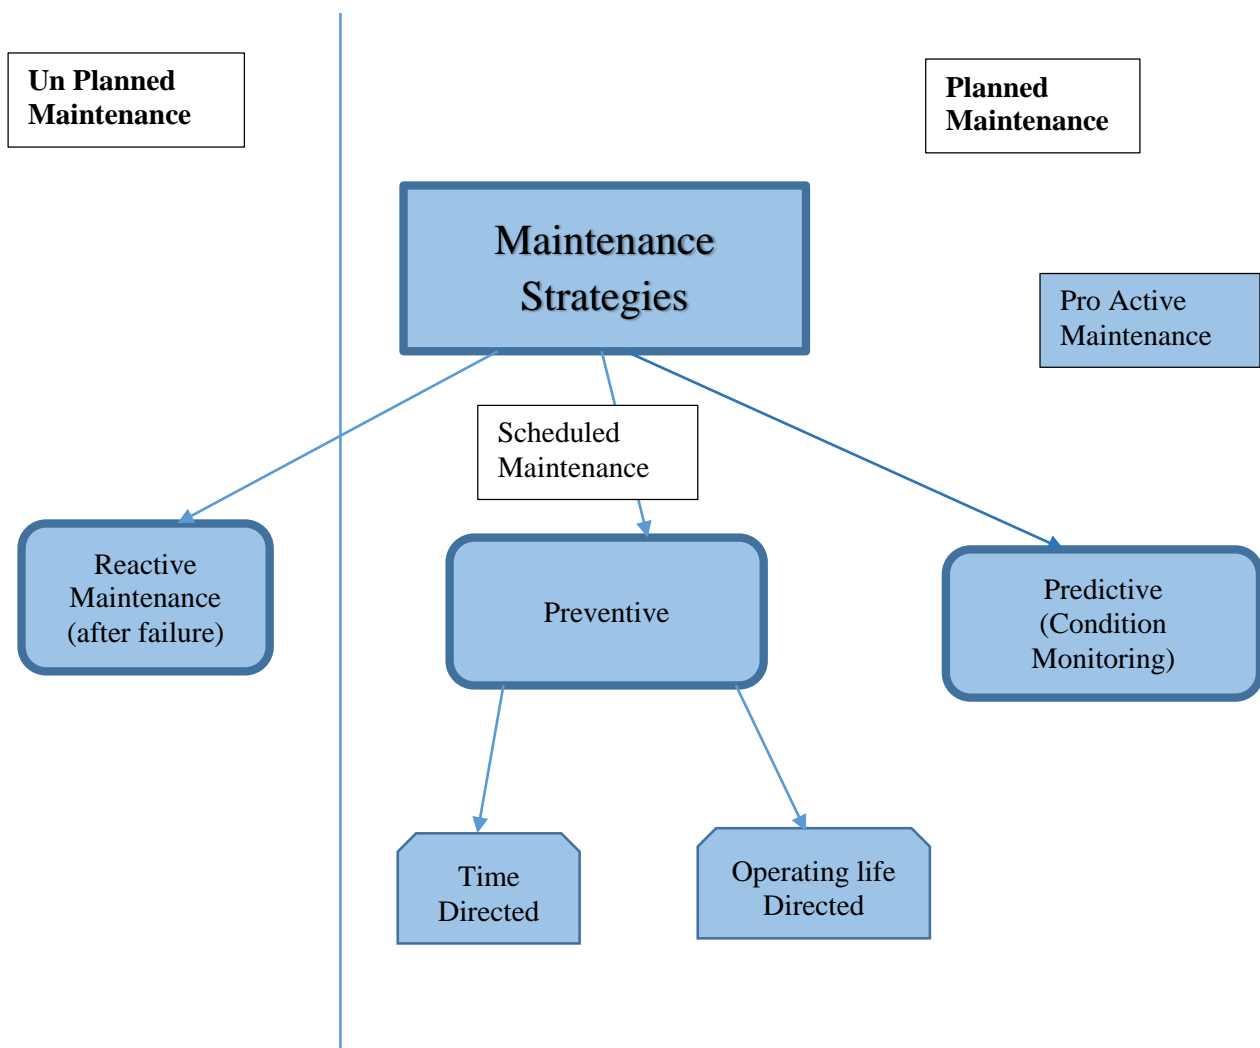 Un Planned
Maintenance
Planned
Maintenance
Maintenance
Strategies
Pro Active
Maintenance
Scheduled
Maintenance
Reactive
Maintenance
(after failure)
Preventive
Predictive
(Condition
Monitoring)
Time
Directed
Operating life
Directed